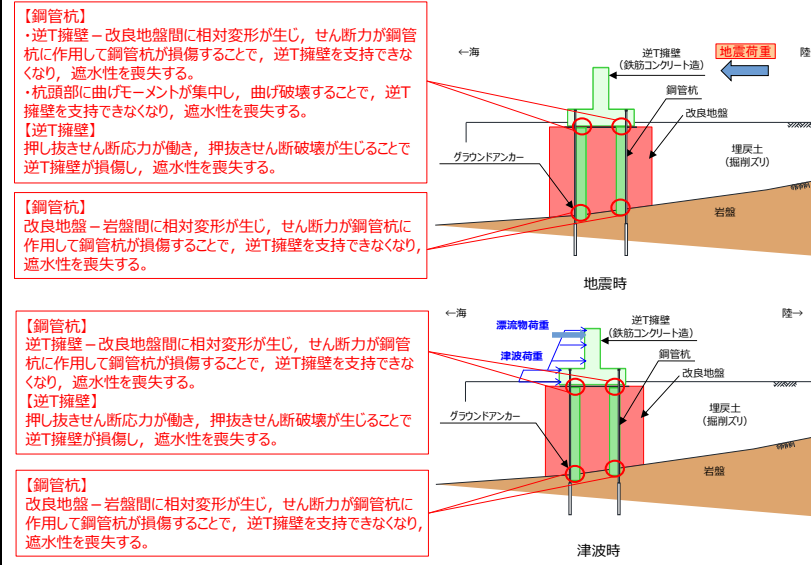 【鋼管杭】
・逆T擁壁－改良地盤間に相対変形が生じ，せん断力が鋼管
杭に作用して鋼管杭が損傷することで，逆T擁壁を支持できな
くなり，遮水性を喪失する。
・杭頭部に曲げモーメントが集中し，曲げ破壊することで，逆T
擁壁を支持できなくなり，遮水性を喪失する。
【逆T擁壁】
押し抜きせん断応力が働き，押抜きせん断破壊が生じることで
逆T擁壁が損傷し，遮水性を喪失する。
【鋼管杭】
改良地盤－岩盤間に相対変形が生じ，せん断力が鋼管杭に
作用して鋼管杭が損傷することで，逆T擁壁を支持できなくなり，
遮水性を喪失する。
←海
逆T擁壁
（鉄筋コンクリート造）
地震荷重
陸
鋼管杭
改良地盤
グラウンドアンカー
埋戻土
（掘削ズリ）
岩盤
地震時
【鋼管杭】
逆T擁壁－改良地盤間に相対変形が生じ，せん断力が鋼管
杭に作用して鋼管杭が損傷することで，逆T擁壁を支持できな
くなり，遮水性を喪失する。
【逆T擁壁】
押し抜きせん断応力が働き，押抜きせん断破壊が生じることで
逆T擁壁が損傷し，遮水性を喪失する。
【鋼管杭】
改良地盤－岩盤間に相対変形が生じ，せん断力が鋼管杭に
作用して鋼管杭が損傷することで，逆T擁壁を支持できなくなり，
遮水性を喪失する。
←海
漂流物荷重
逆T擁壁
（鉄筋コンクリート造）
陸→
津波荷重
鋼管杭
改良地盤
グラウンドアンカー
埋戻土
（掘削ズリ）
岩盤
津波時